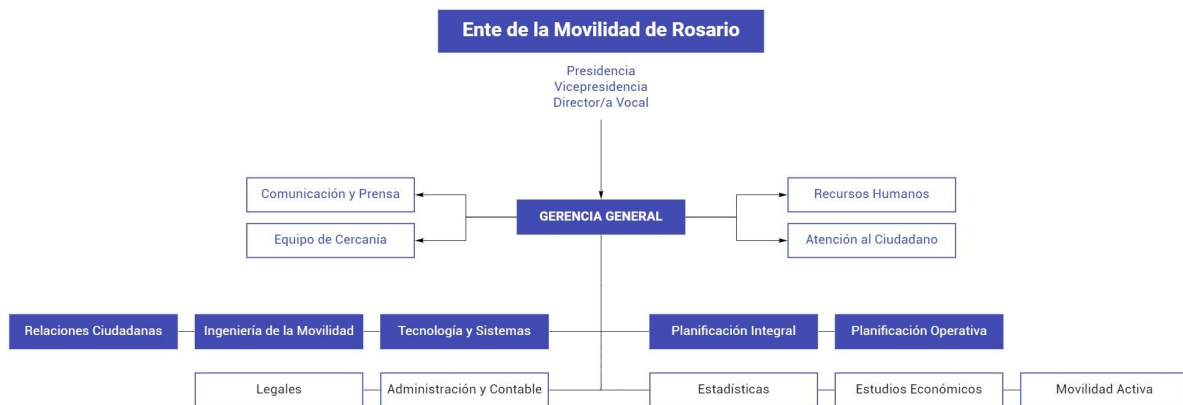 Ente de la Movilidad de Rosario
Presidencia
Vicepresidencia
Director/a Vocal
Comunicación y Prensa
Recursos Humanos
GERENCIA GENERAL
Equipo de Cercanía
Atención al Ciudadano
Relaciones Ciudadanas
Ingeniería de la Movilidad
Tecnología y Sistemas
Planificación Integral
Planificación Operativa
Legales
Administración y Contable
Estadísticas
Estudios Económicos
Movilidad Activa